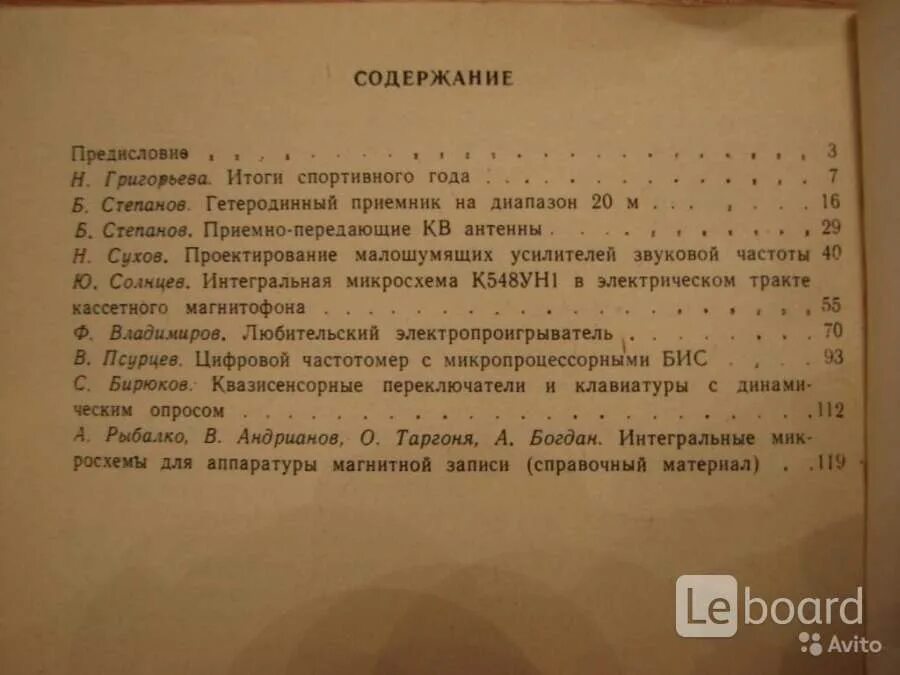 СОДЕРЖАНИЕ
Предисловие . . . . . . . . . . . . . . . . . 3
Н. Григорьева. Итоги спортивного года . . . . . . . . . . 7
Б. Степанов. Гетеродинный приемник на диапазон 20 м . . . . . 16
Б. Степанов. Приемно-передающие КВ антенны . . . . . . . . 29
Н. Сухов. Проектирование малошумящих усилителей звуковой частоты 40
Ю. Солнцев. Интегральная микросхема К548УН1 в электрическом тракте
кассетного магнитофона . . . . . . . . . . . . . . 55
Ф. Владимиров. Любительский электропроигрыватель . . . . . . 70
В. Псурцев. Цифровой частотомер с микропроцессорными БИС . . . . 93
С. Бирюков. Квазисенсорные переключатели и клавиатуры с динами-
ческим опросом . . . . . . . . . . . . . . . . 112
А. Рыбалко, В. Андрианов, О. Таргоня, А. Богдан. Интегральные мик-
росхемы для аппаратуры магнитной записи (справочный материал) . . 119
Le board
Avito